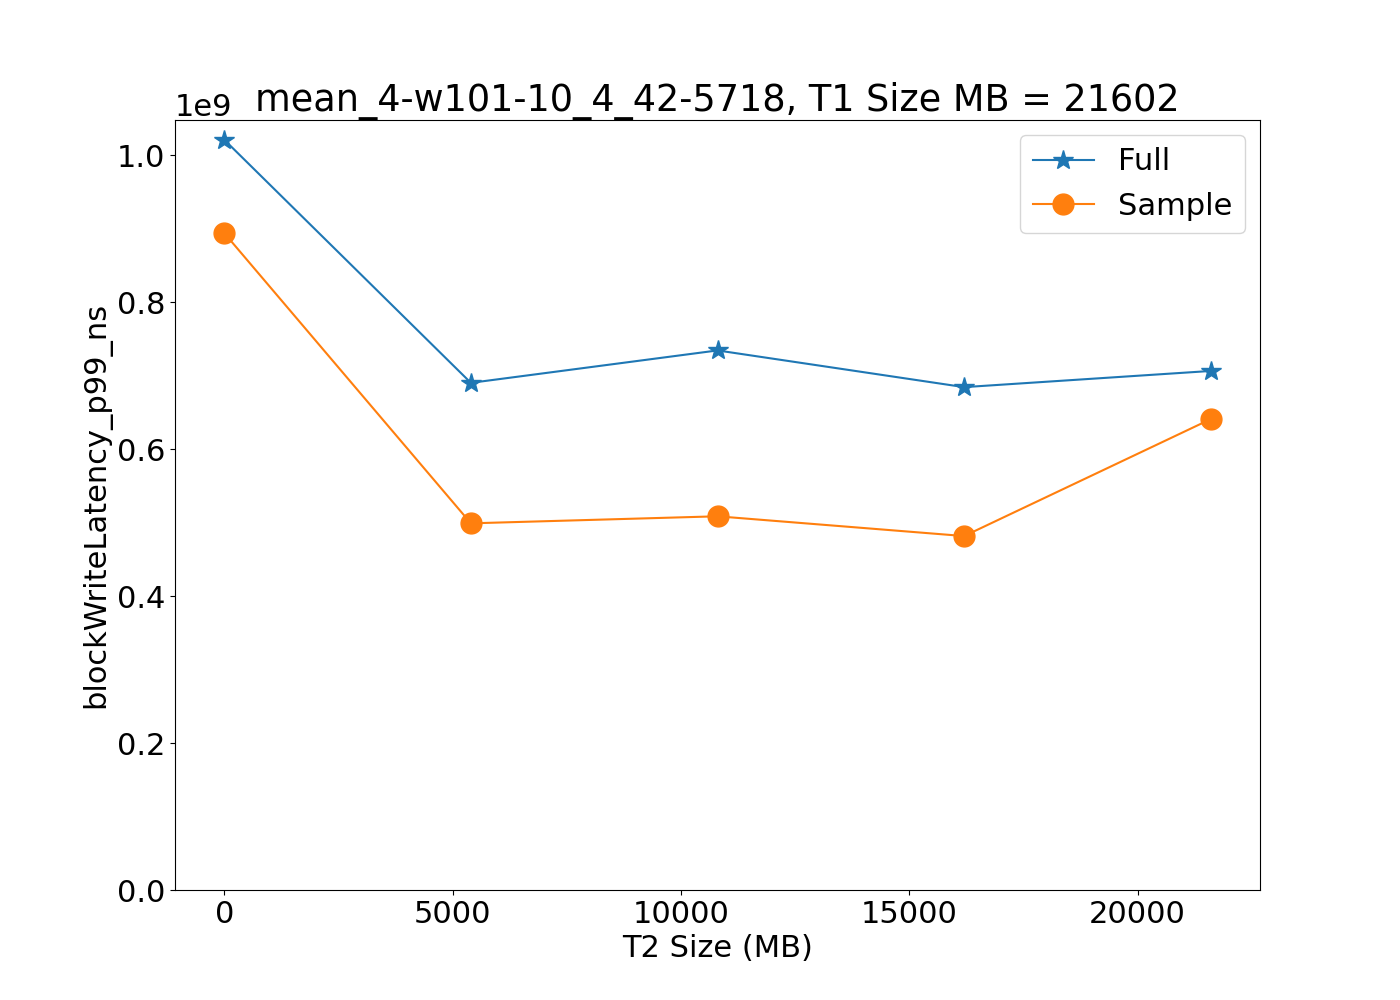 1e9
mean_4-w101-10_4_42-5718, T1 Size MB = 21602
Full
Sample
1.0
0.8
0.6
0.4
0.2
0.0
blockWriteLatency_p99_ns
0 5000 10000 15000 20000
T2 Size (MB)